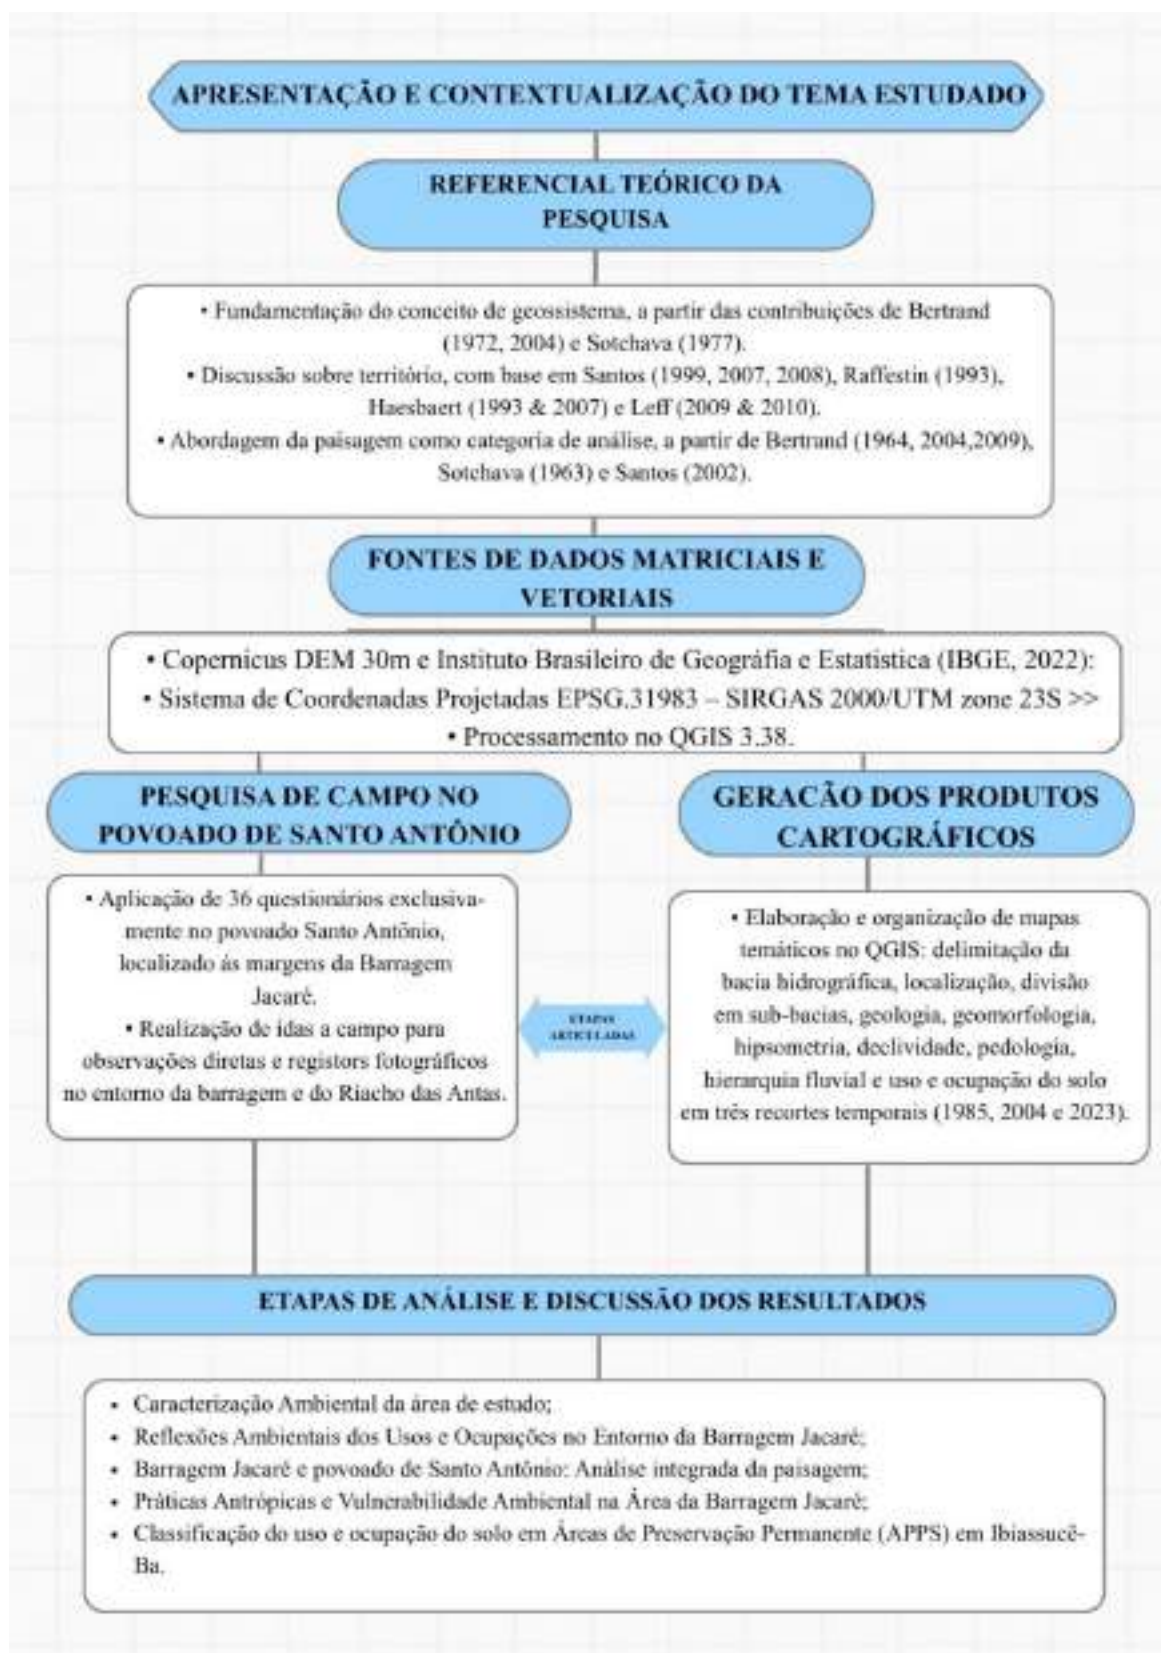 APRESENTAÇÃO E CONTEXTUALIZAÇÃO DO TEMA ESTUDADO
REFERENCIAL TEÓRICO DA
PESQUISA
• Fundamentação do conceito de geossistema, a partir das contribuições de Bertrand
(1972, 2004) e Sotchava (1977).
• Discussão sobre território, com base em Santos (1999, 2007, 2008), Raffestin (1993),
Haesbaert (1993 & 2007) e Leff (2009 & 2010).
• Abordagem da paisagem como categoria de análise, a partir de Bertrand (1964, 2004,2009),
Sotchava (1963) e Santos (2002).
FONTES DE DADOS MATRICIAIS E
VETORIAIS
• Copernicus DEM 30m e Instituto Brasileiro de Geográfia e Estatistica (IBGE, 2022):
• Sistema de Coordenadas Projetadas EPSG.31983 – SIRGAS 2000/UTM zone 23S >>
• Processamento no QGIS 3.38.
PESQUISA DE CAMPO NO
POVOADO DE SANTO ANTÔNIO
• Aplicação de 36 questionários exclusiva-
mente no povoado Santo Antônio,
localizado ás margens da Barragem
Jacaré.
• Realização de idas a campo para
observações diretas e registors fotográficos
no entorno da barragem e do Riacho das Antas.
ETAPAS
ARTICULADAS
GERACÃO DOS PRODUTOS
CARTOGRÁFICOS
• Elaboração e organização de mapas
temáticos no QGIS: delimitação da
bacia hidrográfica, localização, divisão
em sub-bacias, geologia, geomorfologia,
hipsometria, declividade, pedologia,
hierarquia fluvial e uso e ocupação do solo
em três recortes temporais (1985, 2004 e 2023).
ETAPAS DE ANÁLISE E DISCUSSÃO DOS RESULTADOS
• Caracterização Ambiental da área de estudo;
• Reflexões Ambientais dos Usos e Ocupações no Entorno da Barragem Jacaré;
• Barragem Jacaré e povoado de Santo Antônio: Análise integrada da paisagem;
• Práticas Antrópicas e Vulnerabilidade Ambiental na Área da Barragem Jacaré;
• Classificação do uso e ocupação do solo em Áreas de Preservação Permanente (APPS) em Ibiassucê-
Ba.